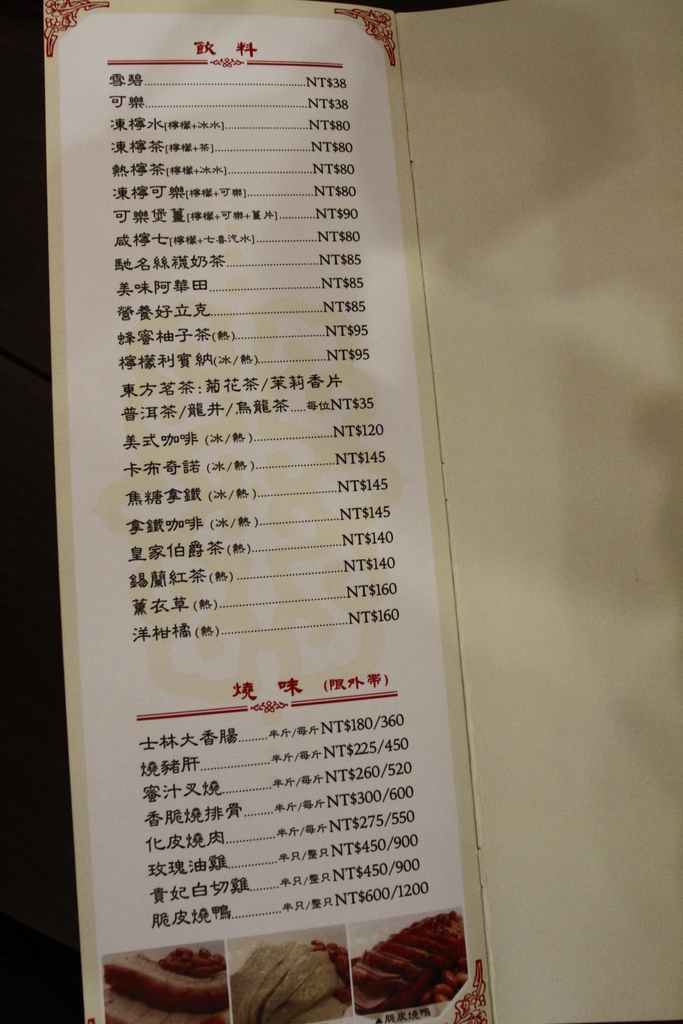 飲料
雪碧NT$38
可樂NT$38
凍檸水[檸檬+冰水]NT$80
凍檸茶[檸檬+茶]NT$80
熱檸茶[檸檬+冰水]NT$80
凍檸可樂[檸檬+可樂]NT$80
可樂煲薑[檸檬+可樂+薑片]NT$90
咸檸七[檸檬+七喜汽水]NT$80
馳名絲襪奶茶NT$85
美味阿華田NT$85
營養好立克NT$85
蜂蜜柚子茶(熱)NT$95
檸檬利賓納(冰/熱)NT$95
東方茗茶:菊花茶/茉莉香片
普洱茶/龍井/烏龍茶.....每位NT$35
美式咖啡(冰/熱)NT$120
卡布奇諾(冰/熱)NT$145
焦糖拿鐵(冰/熱)NT$145
拿鐵咖啡(冰/熱)NT$145
皇家伯爵茶(熱)NT$140
錫蘭紅茶(熱)NT$140
薰衣草(熱)NT$160
洋柑橘(熱)NT$160
燒味(限外帶)
士林大香腸........半斤/每斤NT$180/360
燒豬肝半斤/每斤NT$225/450
蜜汁叉燒半斤/每斤NT$260/520
香脆燒排骨半斤/每斤NT$300/600
化皮燒肉半斤/每斤NT$275/550
玫瑰油雞半只/整只NT$450/900
貴妃白切雞半只/整只NT$450/900
脆皮燒鴨半只/整只NT$600/1200
▲脆皮燒鴨